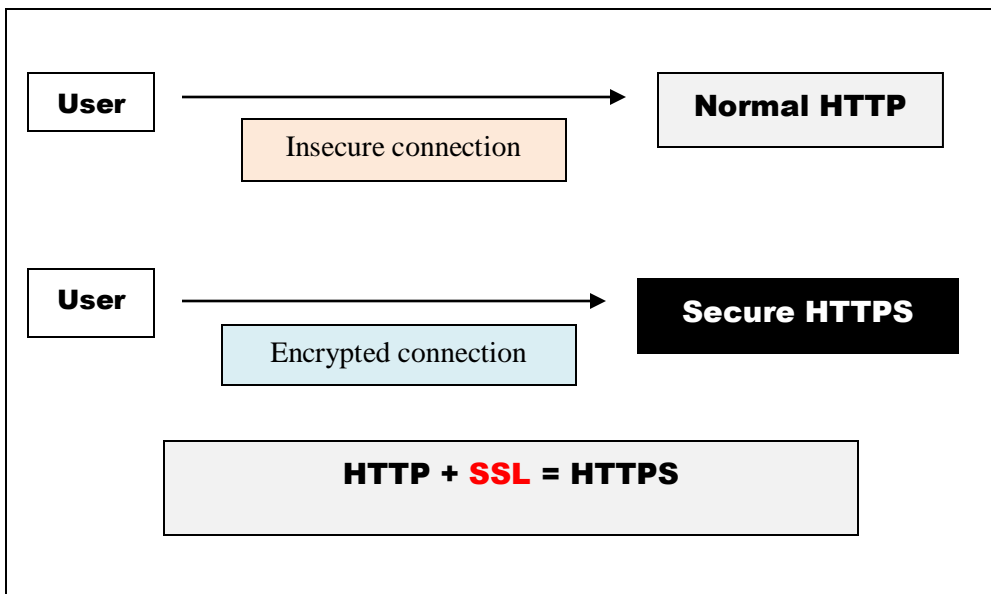 User
Normal HTTP
Insecure connection
User
Secure HTTPS
Encrypted connection
HTTP + SSL = HTTPS